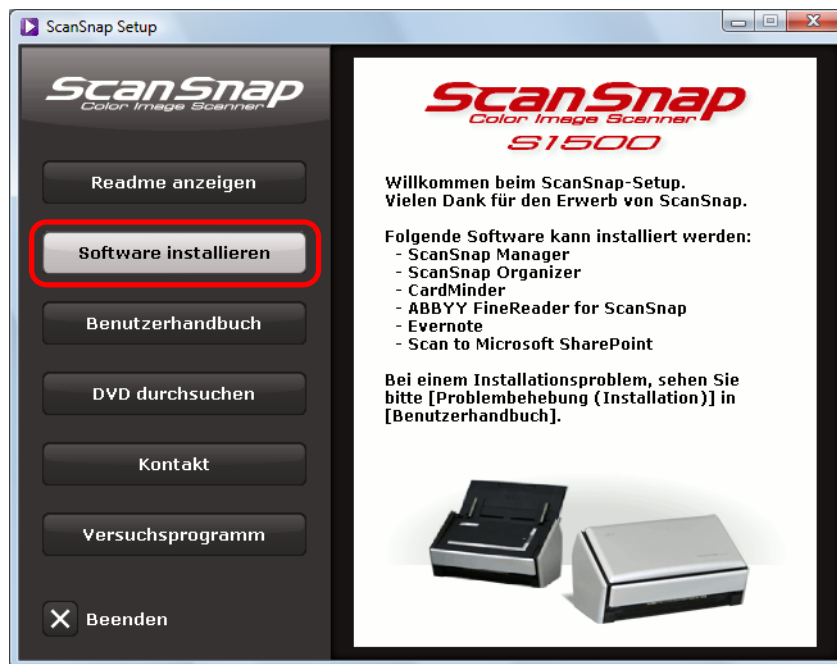 ScanSnap Setup
ScanSnap
Color Image Scanner
Readme anzeigen
Software installieren
Benutzerhandbuch
DVD durchsuchen
Kontakt
Versuchsprogramm
Beenden
ScanSnap
Color Image Scanner
S1500
Willkommen beim ScanSnap-Setup.
Vielen Dank für den Erwerb von ScanSnap.
Folgende Software kann installiert werden:
- ScanSnap Manager
- ScanSnap Organizer
- CardMinder
- ABBYY FineReader for ScanSnap
- Evernote
- Scan to Microsoft SharePoint
Bei einem Installationsproblem, sehen Sie
bitte [Problembehebung (Installation)] in
[Benutzerhandbuch].